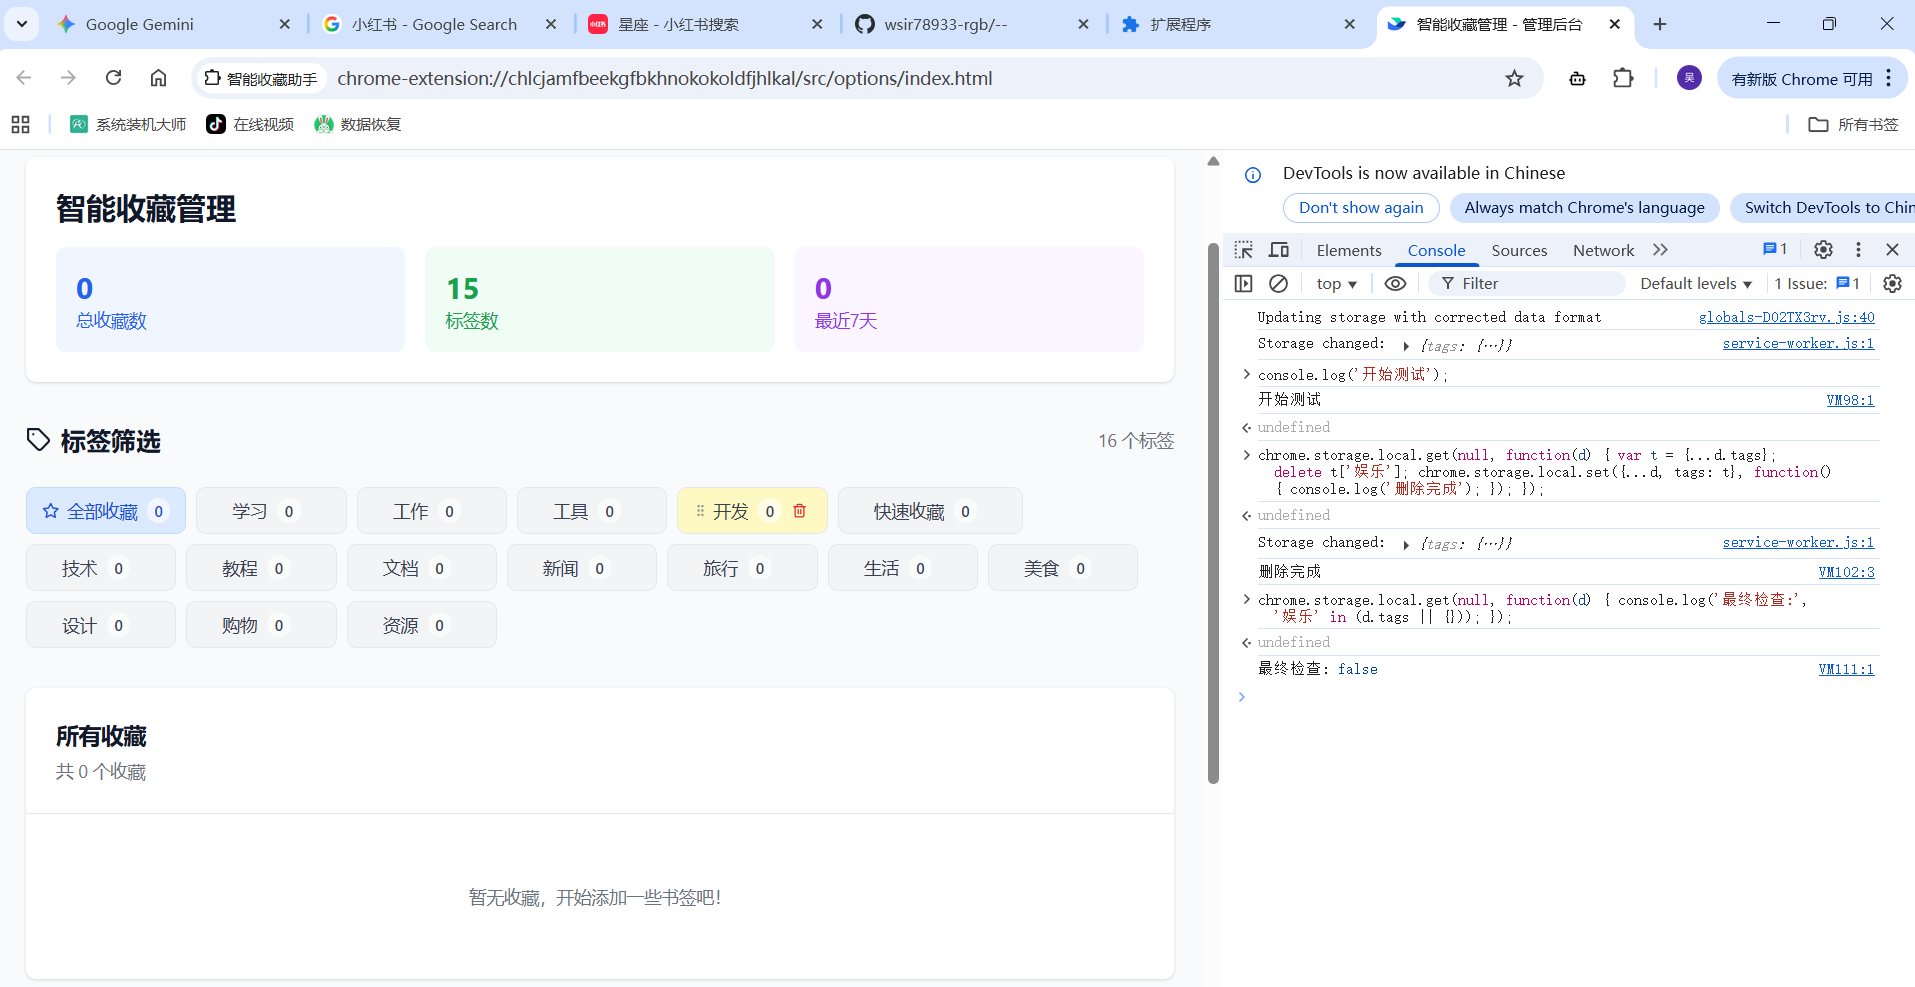 Google Gemini
小红书 - Google Search
星座 - 小红书搜索
wsir78933-rgb/--
扩展程序
智能收藏管理 - 管理后台
智能收藏助手
chrome-extension://chlcjamfbeekgfbkhnokokoldfjhlkal/src/options/index.html
吴
有新版 Chrome 可用
系统装机大师
在线视频
数据恢复
所有书签
智能收藏管理
0
总收藏数
15
标签数
0
最近7天
标签筛选
16 个标签
全部收藏 0
学习 0
工作 0
工具 0
开发 0
快速收藏 0
技术 0
教程 0
文档 0
新闻 0
旅行 0
生活 0
美食 0
设计 0
购物 0
资源 0
所有收藏
共 0 个收藏
暂无收藏，开始添加一些书签吧！
DevTools is now available in Chinese
Don't show again
Always match Chrome's language
Switch DevTools to Chin
Elements
Console
Sources
Network
1
top
Filter
Default levels
1 Issue: 1
Updating storage with corrected data format globals-DO2TX3rv.js:40
Storage changed: {tags: {…}} service-worker.js:1
console.log('开始测试');
开始测试 VM98:1
undefined
chrome.storage.local.get(null, function(d) { var t = {...d.tags};
delete t['娱乐']; chrome.storage.local.set({...d, tags: t}, function()
{ console.log('删除完成'); }); });
undefined
Storage changed: {tags: {…}} service-worker.js:1
删除完成 VM102:3
chrome.storage.local.get(null, function(d) { console.log('最终检查:',
'娱乐' in (d.tags || {})); });
undefined
最终检查: false VM111:1